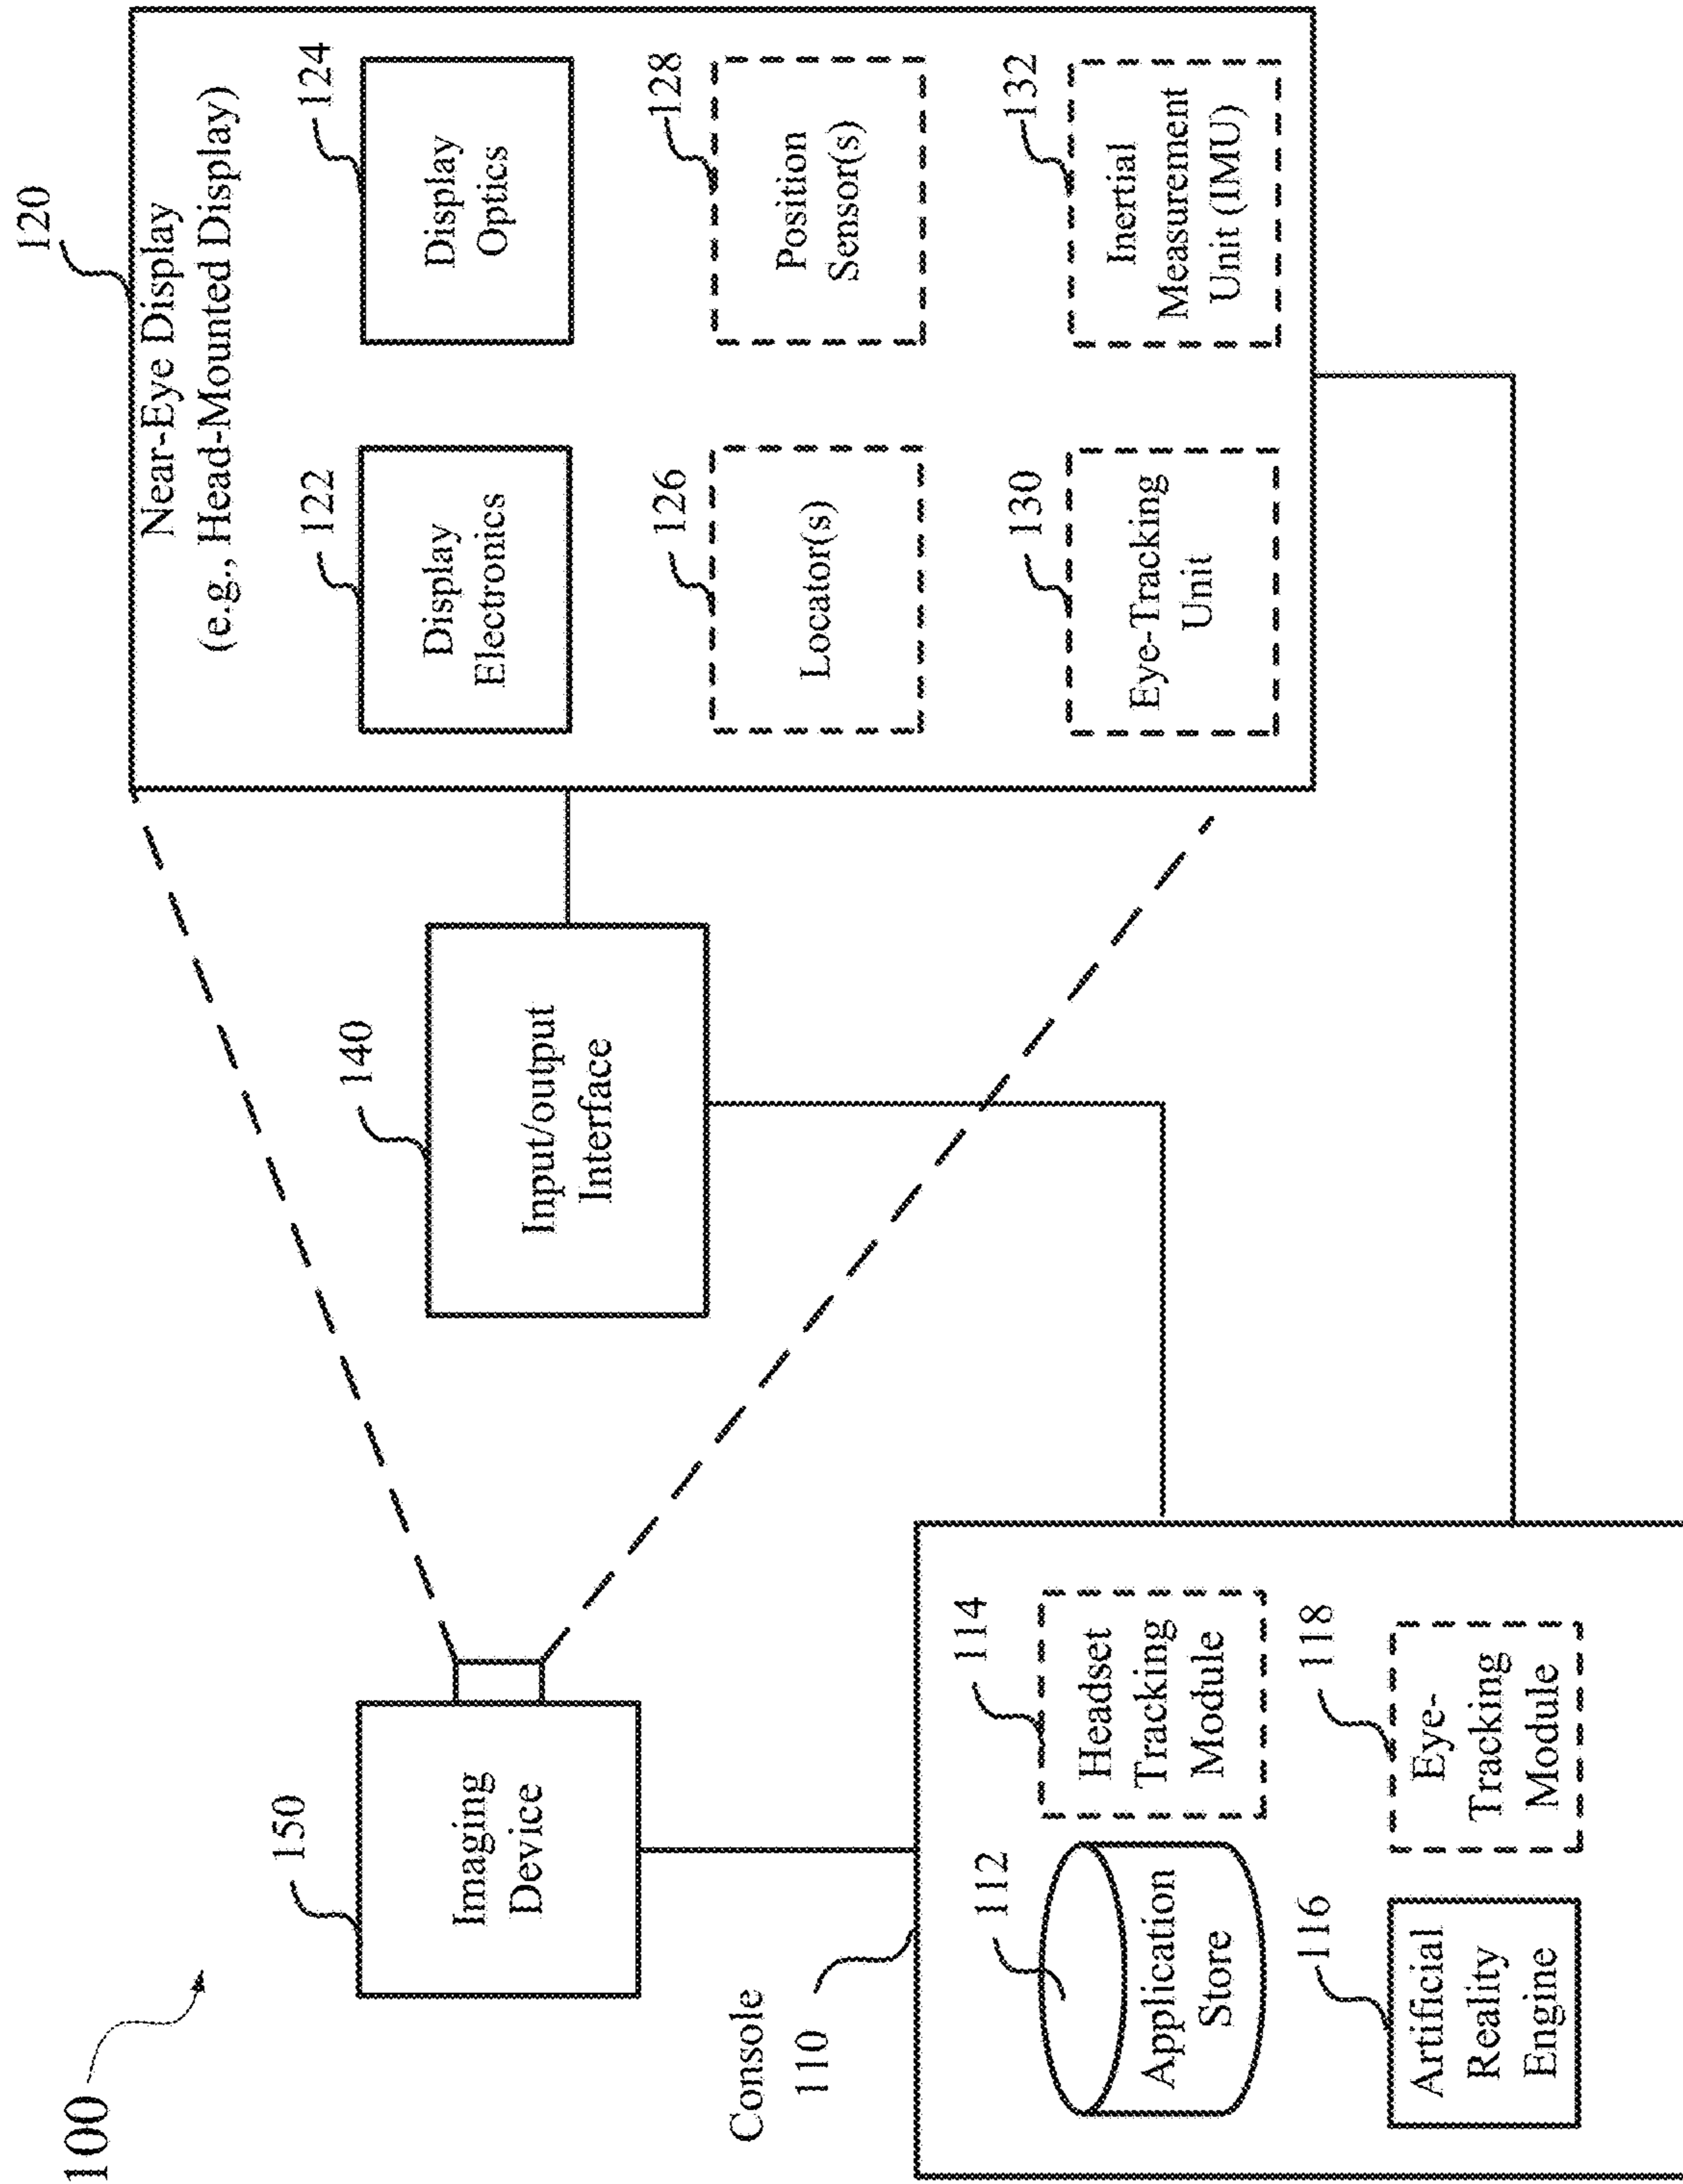 100
150
Imaging
Device
140
Input/output
Interface
120
Near-Eye Display
(e.g., Head-Mounted Display)
122
Display
Electronics
124
Display
Optics
126
Locator(s)
128
Position
Sensor(s)
130
Eye-Tracking
Unit
132
Inertial
Measurement
Unit (IMU)
Console
110
112
Application
Store
114
Headset
Tracking
Module
116
Artificial
Reality
Engine
118
Eye-
Tracking
Module